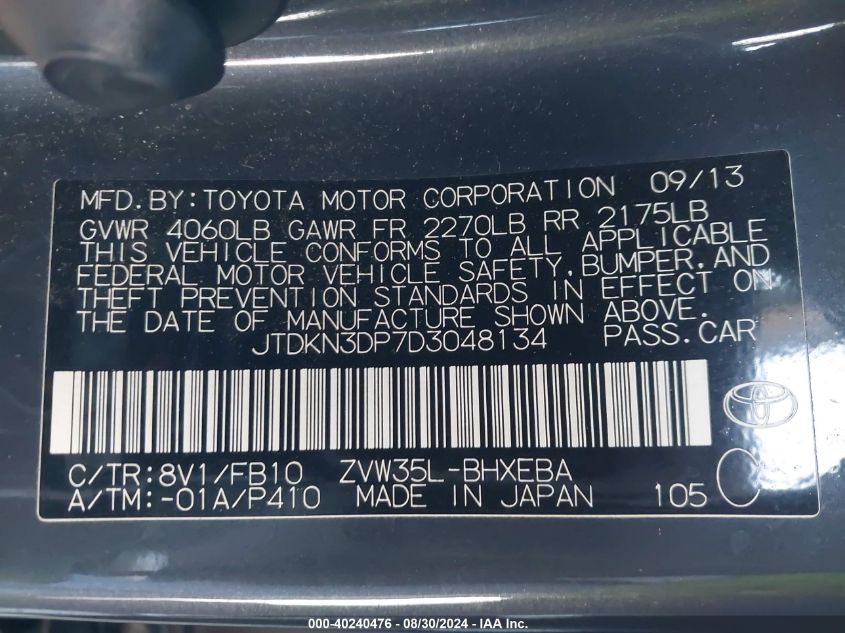 MFD. BY: TOYOTA MOTOR CORPORATION 09/13
GVWR 4060LB GAWR FR 2270LB RR 2175LB
THIS VEHICLE CONFORMS TO ALL APPLICABLE
FEDERAL MOTOR VEHICLE SAFETY, BUMPER, AND
THEFT PREVENTION STANDARDS IN EFFECT ON
THE DATE OF MANUFACTURE SHOWN ABOVE.
JTDKN3DP7D3048134 PASS. CAR
C/TR: 8V1/FB10 ZVW35L-BHXEBA
A/TM: -01A/P410 MADE IN JAPAN 105 C
000-40240476 - 08/30/2024 - IAA Inc.